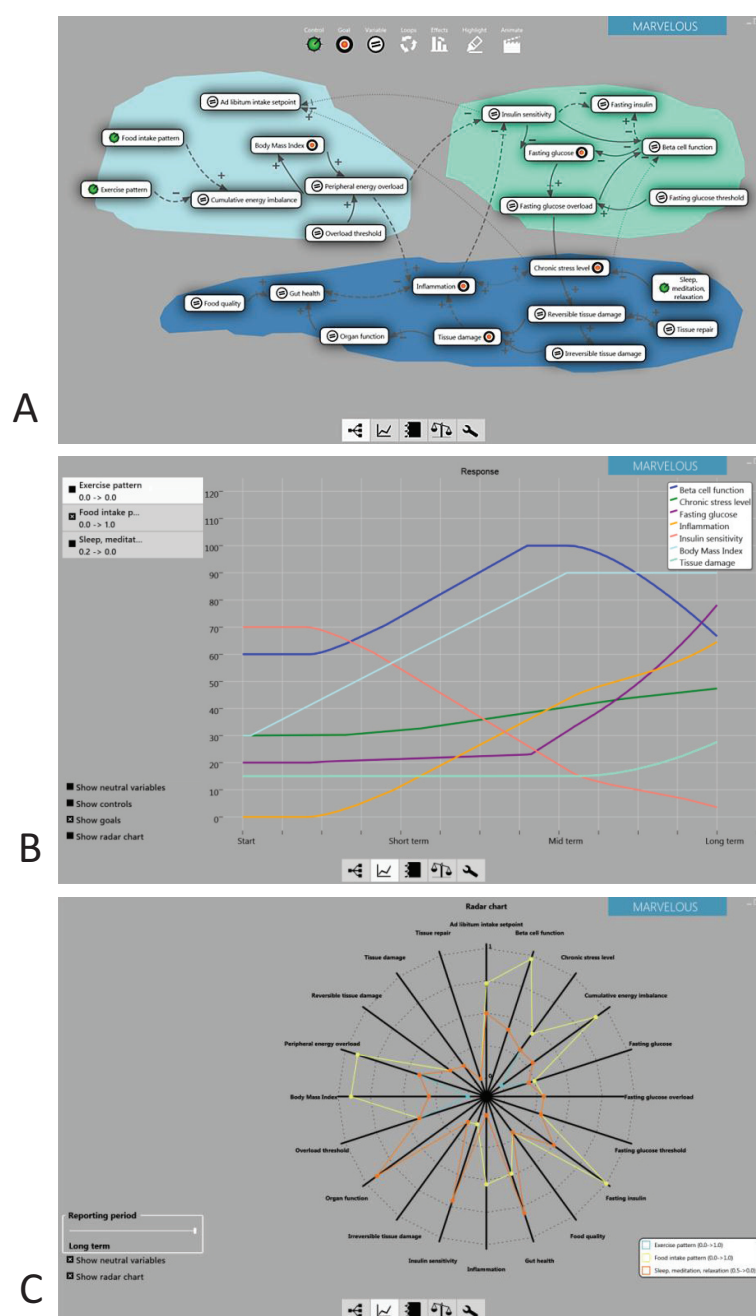 A
Control Goal Variable Loops Effects Highlight Animate
MARVELOUS
Ad libitum intake setpoint
Insulin sensitivity
Fasting insulin
Food intake pattern
Body Mass Index
Fasting glucose
Beta cell function
Exercise pattern
Cumulative energy imbalance
Peripheral energy overload
Fasting glucose overload
Fasting glucose threshold
Overload threshold
Chronic stress level
Food quality
Gut health
Inflammation
Sleep,
meditation,
relaxation
Reversible tissue damage
Organ function
Tissue damage
Tissue repair
Irreversible tissue damage
B
Response
MARVELOUS
Exercise pattern
0.0 -> 0.0
Food intake p...
0.0 -> 1.0
Sleep, meditat...
0.2 -> 0.0
120
110
100
90
80
70
60
50
40
30
20
10
0
Beta cell function
Chronic stress level
Fasting glucose
Inflammation
Insulin sensitivity
Body Mass Index
Tissue damage
Show neutral variables
Show controls
Show goals
Show radar chart
Start Short term Mid term Long term
C
Radar chart
MARVELOUS
Ad libitum intake setpoint
Tissue repair
Beta cell function
Tissue damage
Chronic stress level
Reversible tissue damage
Cumulative energy imbalance
Peripheral energy overload
Fasting glucose
Body Mass Index
Fasting glucose overload
Overload threshold
Fasting glucose threshold
Organ function
Fasting insulin
Irreversible tissue damage
Food quality
Insulin sensitivity
Gut health
Inflammation
1
0
Reporting period
Long term
Show neutral variables
Show radar chart
Exercise pattern (0.0->1.0)
Food intake pattern (0.0->1.0)
Sleep, meditation, relaxation (0.5->0.0)